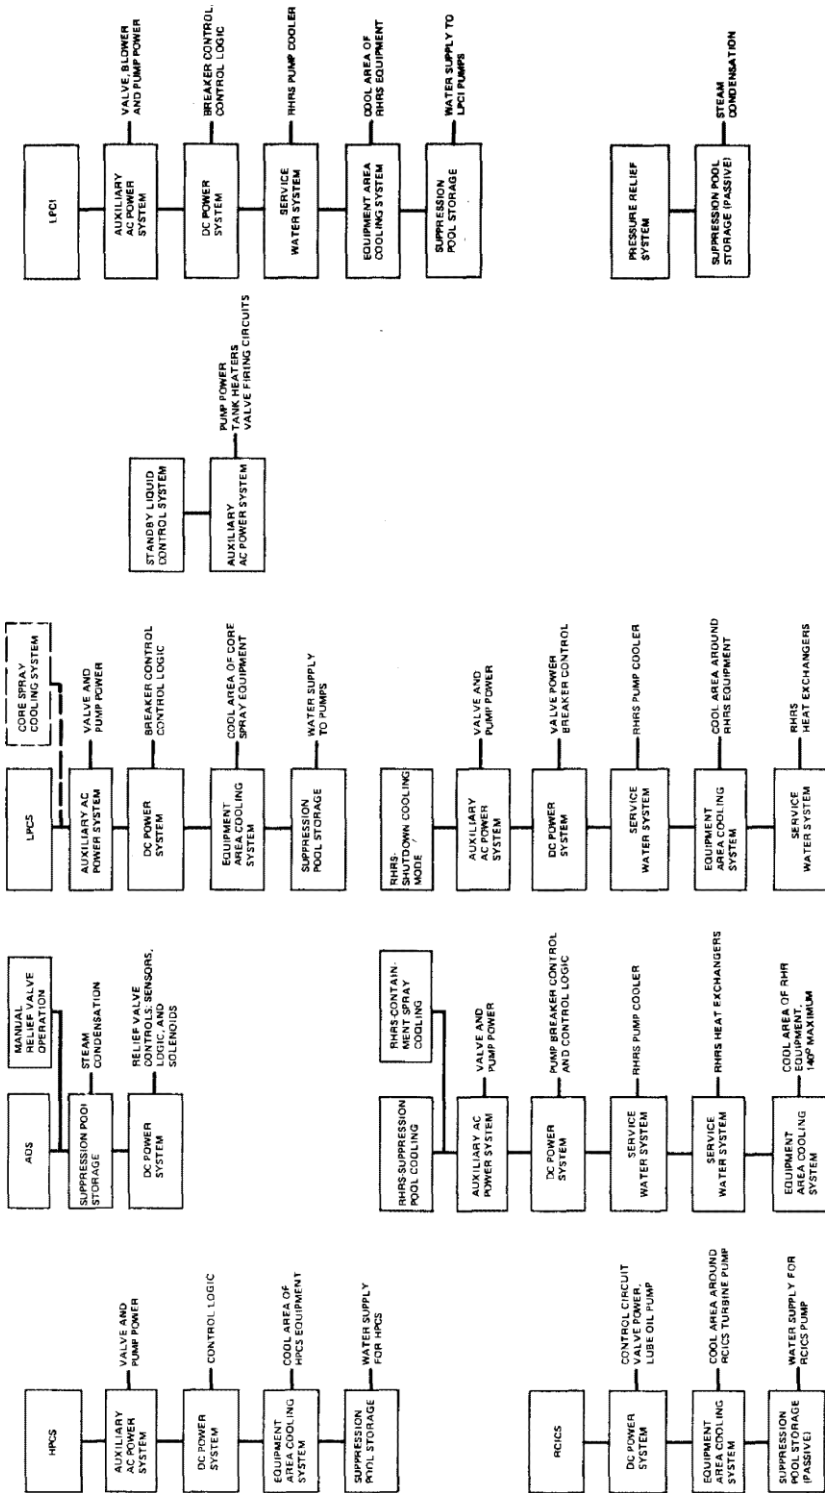 HPCS
AUXILIARY
AC POWER
SYSTEM
VALVE AND
PUMP POWER
DC POWER
SYSTEM
CONTROL LOGIC
EQUIPMENT
AREA COOLING
SYSTEM
COOL AREA OF
HPCS EQUIPMENT
SUPPRESSION
POOL STORAGE
WATER SUPPLY
FOR HPCS
ADS
MANUAL
RELIEF VALVE
OPERATION
SUPPRESSION POOL
STORAGE
STEAM
CONDENSATION
DC POWER
SYSTEM
RELIEF VALVE
CONTROLS: SENSORS,
LOGIC, AND
SOLENOIDS
LPCS
CORE SPRAY
COOLING SYSTEM
AUXILIARY AC
POWER SYSTEM
VALVE AND
PUMP POWER
DC POWER
SYSTEM
BREAKER CONTROL
CONTROL LOGIC
EQUIPMENT
AREA COOLING
SYSTEM
COOL AREA OF CORE
SPRAY EQUIPMENT
SUPPRESSION
POOL STORAGE
WATER SUPPLY
TO PUMPS
STANDBY LIQUID
CONTROL SYSTEM
AUXILIARY
AC POWER SYSTEM
PUMP POWER
TANK HEATERS
VALVE FIRING CIRCUITS
LPCI
AUXILIARY
AC POWER
SYSTEM
VALVE, BLOWER
AND PUMP POWER
DC POWER
SYSTEM
BREAKER CONTROL,
CONTROL LOGIC
SERVICE
WATER SYSTEM
RHRS PUMP COOLER
EQUIPMENT AREA
COOLING SYSTEM
COOL AREA OF
RHRS EQUIPMENT
SUPPRESSION
POOL STORAGE
WATER SUPPLY TO
LPCI PUMPS
RCICS
DC POWER
SYSTEM
CONTROL CIRCUIT
VALVE POWER,
LUBE OIL PUMP
EQUIPMENT
AREA COOLING
SYSTEM
COOL AREA AROUND
RCICS TURBINE PUMP
SUPPRESSION
POOL STORAGE
(PASSIVE)
WATER SUPPLY FOR
RCICS PUMP
RHRS-SUPPRESSION
POOL COOLING
RHRS-CONTAIN-
MENT SPRAY
COOLING
AUXILIARY AC
POWER SYSTEM
VALVE AND
PUMP POWER
DC POWER
SYSTEM
PUMP BREAKER CONTROL
AND CONTROL LOGIC
SERVICE
WATER SYSTEM
RHRS PUMP COOLER
SERVICE
WATER SYSTEM
RHRS HEAT EXCHANGERS
EQUIPMENT
AREA COOLING
SYSTEM
COOL AREA OF RHR
EQUIPMENT,
140° MAXIMUM
RHRS-
SHUTDOWN COOLING
MODE
AUXILIARY
AC POWER
SYSTEM
VALVE AND
PUMP POWER
DC POWER
SYSTEM
VALVE POWER
BREAKER CONTROL
SERVICE
WATER SYSTEM
RHRS PUMP COOLER
EQUIPMENT
AREA COOLING
SYSTEM
COOL AREA AROUND
RHRS EQUIPMENT
SERVICE
WATER SYSTEM
RHRS
HEAT EXCHANGERS
PRESSURE RELIEF
SYSTEM
SUPPRESSION POOL
STORAGE (PASSIVE)
STEAM
CONDENSATION